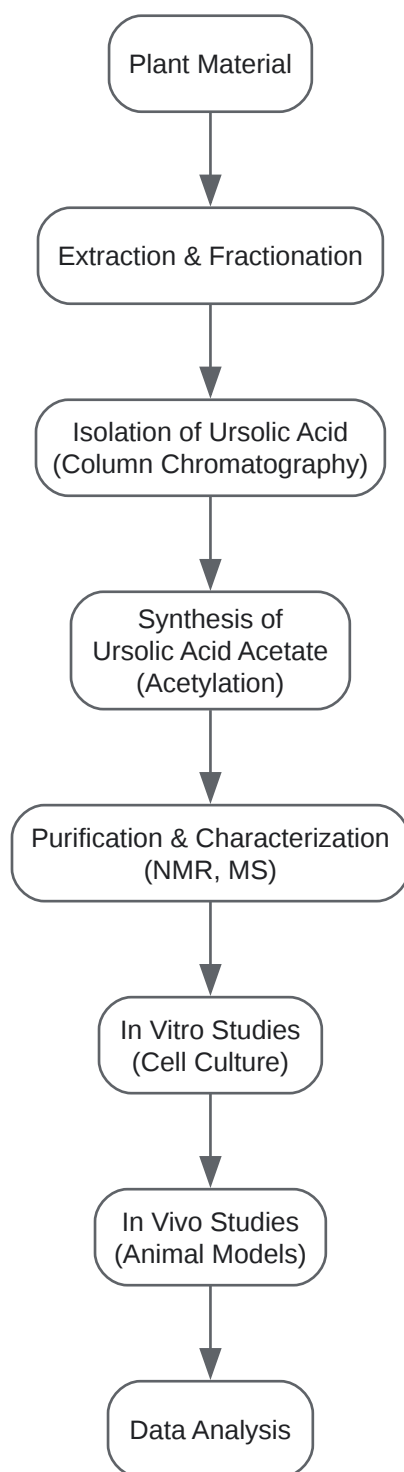 Plant Material
Extraction & Fractionation
Isolation of Ursolic Acid
(Column Chromatography)
Synthesis of
Ursolic Acid Acetate
(Acetylation)
Purification & Characterization
(NMR, MS)
In Vitro Studies
(Cell Culture)
In Vivo Studies
(Animal Models)
Data Analysis